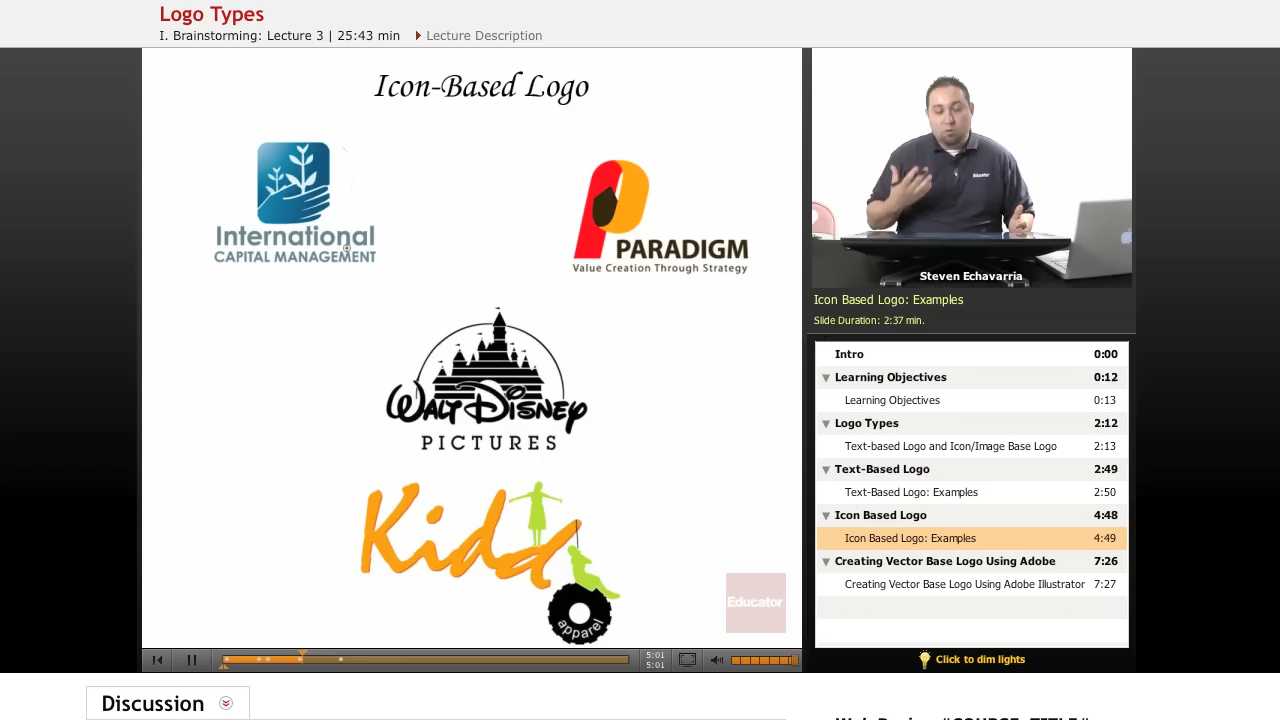 Logo Types
I. Brainstorming: Lecture 3 | 25:43 min Lecture Description
Icon-Based Logo
International
CAPITAL MANAGEMENT
PARADIGM
Value Creation Through Strategy
WALT DISNEY
PICTURES
Kidd
apparel
Educator
Educator
Steven Echavarria
Icon Based Logo: Examples
Slide Duration: 2:37 min.
Intro 0:00
Learning Objectives 0:12
Learning Objectives 0:13
Logo Types 2:12
Text-based Logo and Icon/Image Base Logo 2:13
Text-Based Logo 2:49
Text-Based Logo: Examples 2:50
Icon Based Logo 4:48
Icon Based Logo: Examples 4:49
Creating Vector Base Logo Using Adobe 7:26
Creating Vector Base Logo Using Adobe Illustrator 7:27
5:01
5:01
Click to dim lights
Discussion